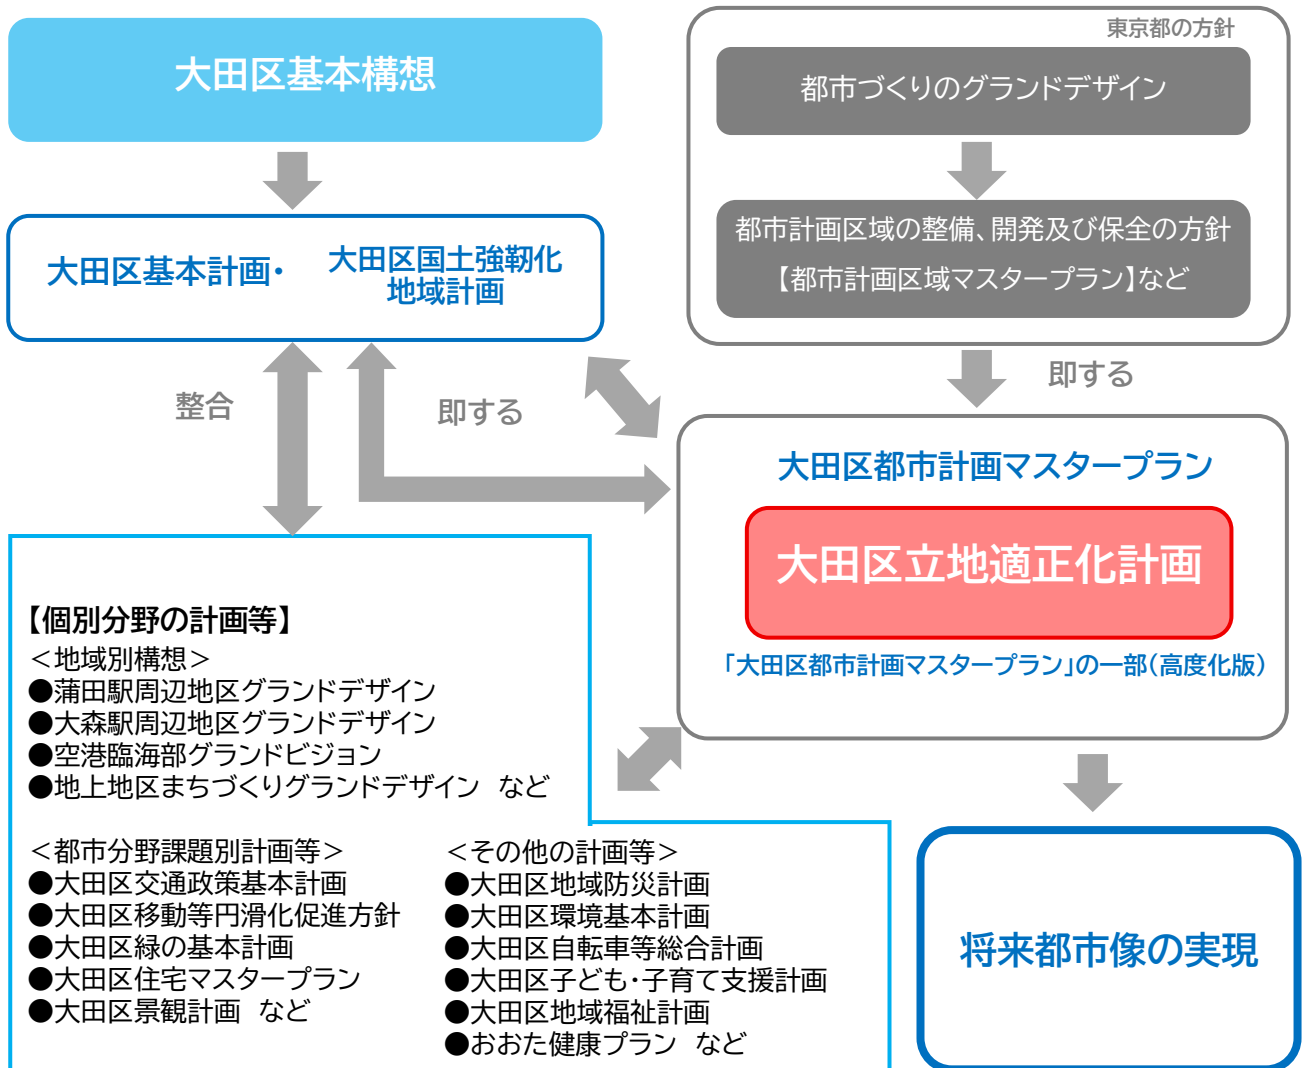 大田区基本構想
東京都の方針
都市づくりのグランドデザイン
都市計画区域の整備、開発及び保全の方針
【都市計画区域マスタープラン】など
大田区基本計画・
大田区国土強靭化
地域計画
整合
即する
即する
大田区都市計画マスタープラン
大田区立地適正化計画
「大田区都市計画マスタープラン」の一部(高度化版)
【個別分野の計画等】
＜地域別構想＞
●蒲田駅周辺地区グランドデザイン
●大森駅周辺地区グランドデザイン
●空港臨海部グランドビジョン
●地上地区まちづくりグランドデザイン など
＜都市分野課題別計画等＞
●大田区交通政策基本計画
●大田区移動等円滑化促進方針
●大田区緑の基本計画
●大田区住宅マスタープラン
●大田区景観計画 など
＜その他の計画等＞
●大田区地域防災計画
●大田区環境基本計画
●大田区自転車等総合計画
●大田区子ども・子育て支援計画
●大田区地域福祉計画
●おおた健康プラン など
将来都市像の実現